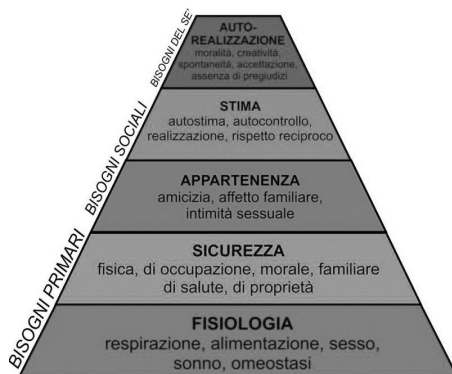 AUTO-
REALIZZAZIONE
moralità, creatività,
spontaneità, accettazione,
assenza di pregiudizi
STIMA
autostima, autocontrollo,
realizzazione, rispetto reciproco
APPARTENENZA
amicizia, affetto familiare,
intimità sessuale
SICUREZZA
fisica, di occupazione, morale, familiare
di salute, di proprietà
FISIOLOGIA
respirazione, alimentazione, sesso,
sonno, omeostasi
BISOGNI DEL SE'
BISOGNI SOCIALI
BISOGNI PRIMARI